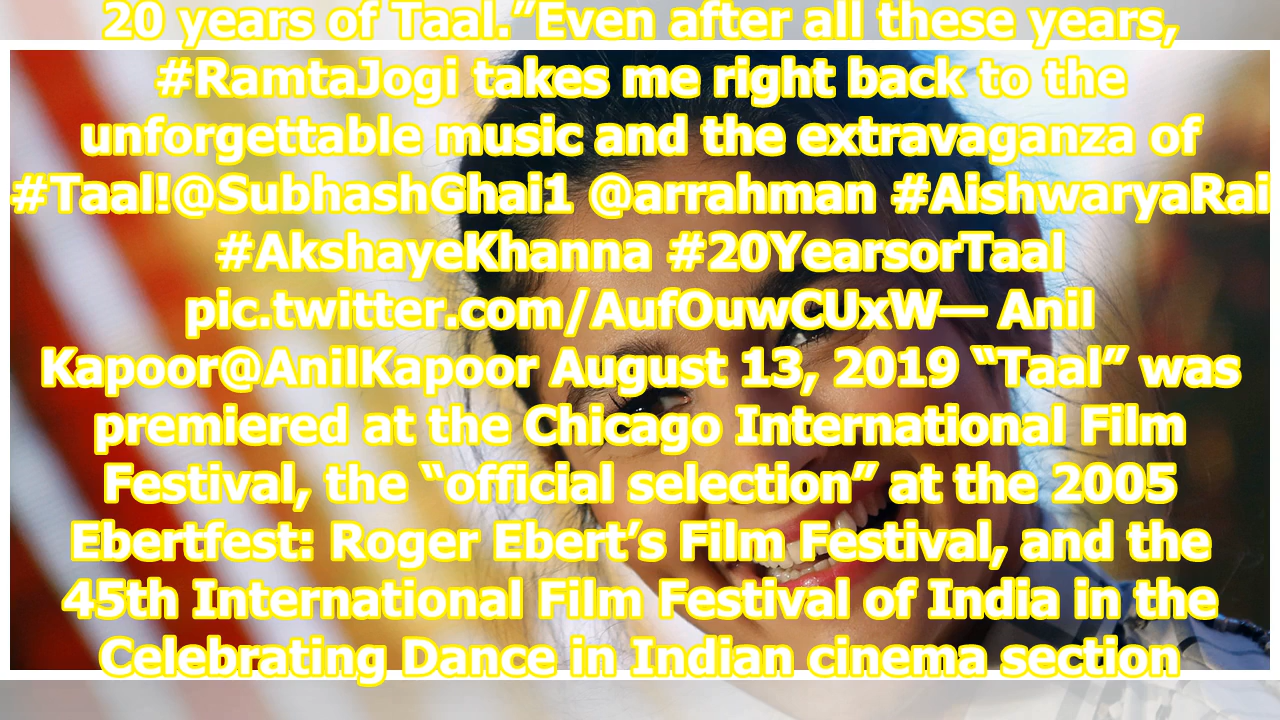 20 years of Taal.”Even after all these years,
#RamtaJogi takes me right back to the
unforgettable music and the extravaganza of
#Taal!@SubhashGhai1 @arrahman #AishwaryaRai
#AkshayeKhanna #20YearsorTaal
pic.twitter.com/AufOuwCUxW— Anil
Kapoor@AnilKapoor August 13, 2019 “Taal” was
premiered at the Chicago International Film
Festival, the “official selection” at the 2005
Ebertfest: Roger Ebert’s Film Festival, and the
45th International Film Festival of India in the
Celebrating Dance in Indian cinema section